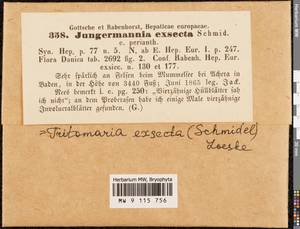 Gottsche et Rabenhorst, Hepaticae europaeae.
358. Jungermannia exsecta Schmid.
c. perianth.
Syn. Hep. p. 77 n. 5. N. ab E. Hep. Eur. I. p. 247.
Flora Danica tab. 2692 fig. 2. Conf. Rabenh. Hep. Eur.
exsicc. n. 130 et 177.
Sehr spärlich an Felsen beim Mummelsee bei Achern in
Baden, in der Höhe von 3440 Fuß; Juni 1865 leg. Jack.
Nees bemerkt l. c. pg. 250: „Vierzähnige Hüllblätter sah
ich nicht"; an dem Proberasen habe ich einige Male vierzähnige
Involucralblätter gefunden. (G.)
=Tritomaria exsecta (Schmidel)
Loeske
Herbarium MW, Bryophyta
MW 9 115 756